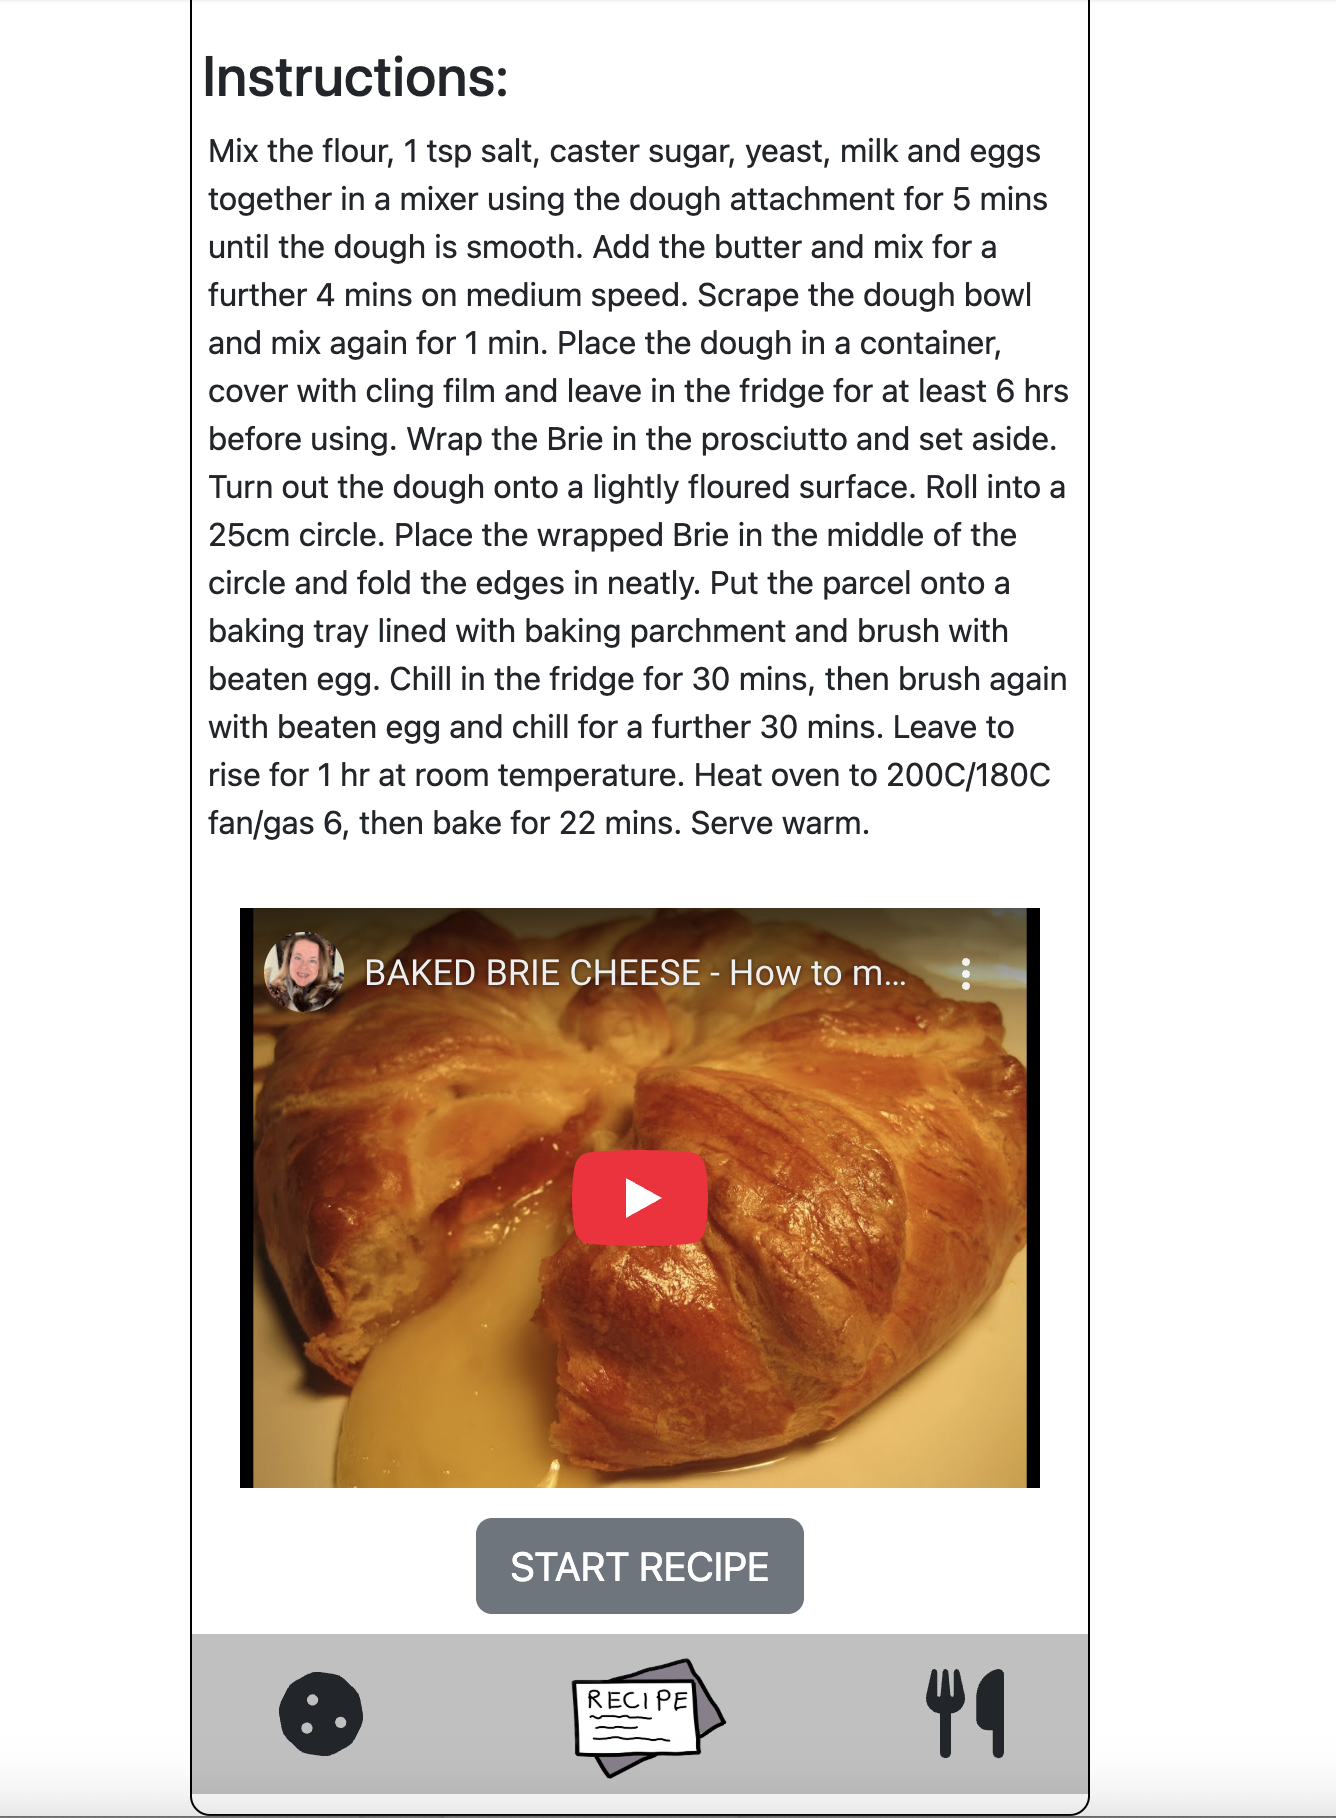 Instructions:
Mix the flour, 1 tsp salt, caster sugar, yeast, milk and eggs
together in a mixer using the dough attachment for 5 mins
until the dough is smooth. Add the butter and mix for a
further 4 mins on medium speed. Scrape the dough bowl
and mix again for 1 min. Place the dough in a container,
cover with cling film and leave in the fridge for at least 6 hrs
before using. Wrap the Brie in the prosciutto and set aside.
Turn out the dough onto a lightly floured surface. Roll into a
25cm circle. Place the wrapped Brie in the middle of the
circle and fold the edges in neatly. Put the parcel onto a
baking tray lined with baking parchment and brush with
beaten egg. Chill in the fridge for 30 mins, then brush again
with beaten egg and chill for a further 30 mins. Leave to
rise for 1 hr at room temperature. Heat oven to 200C/180C
fan/gas 6, then bake for 22 mins. Serve warm.
BAKED BRIE CHEESE - How to m...
START RECIPE
RECIPE